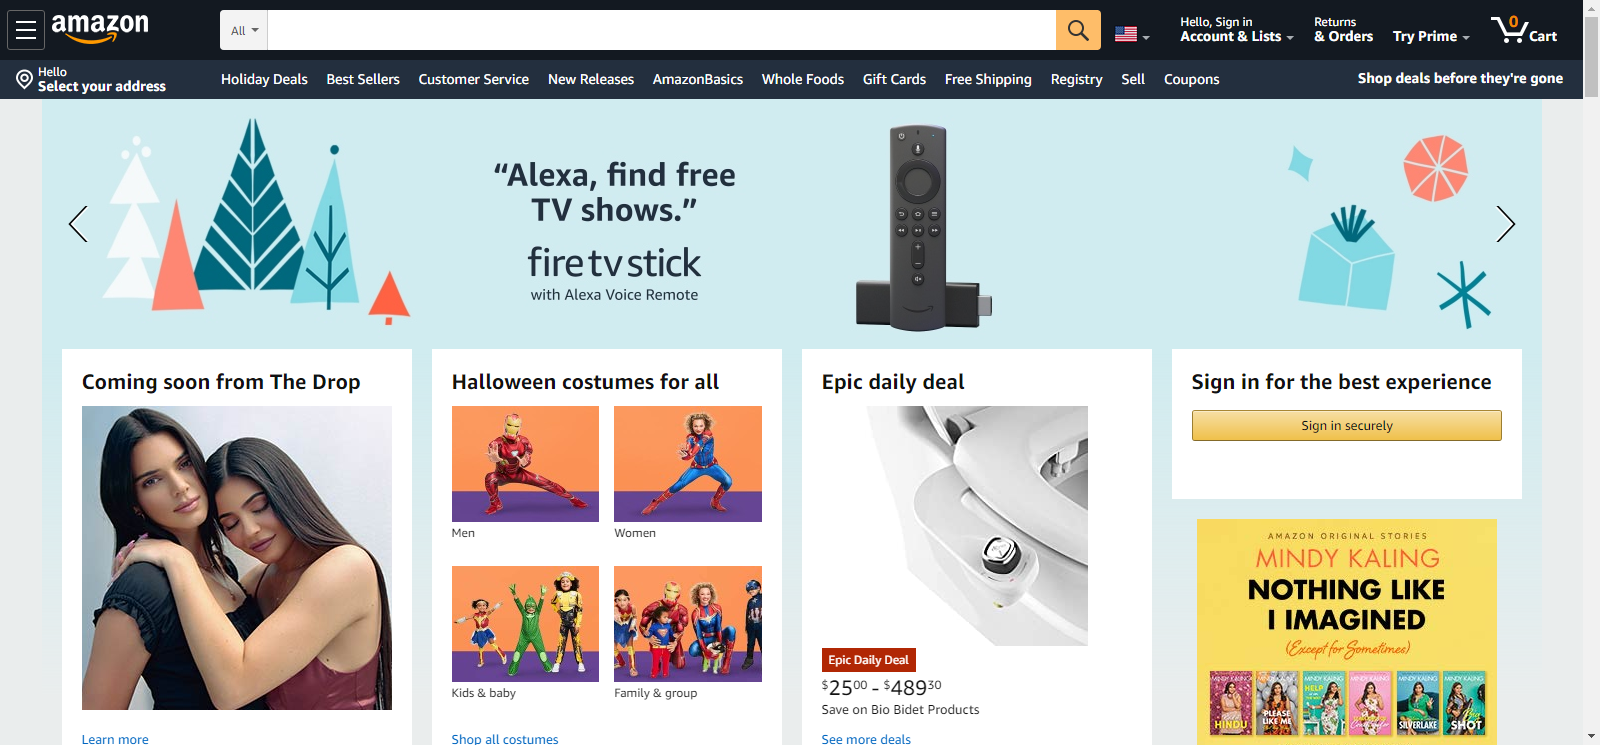 amazon
All
Hello, Sign in
Account & Lists
Returns
& Orders
Try Prime
0
Cart
Hello
Select your address
Holiday Deals
Best Sellers
Customer Service
New Releases
AmazonBasics
Whole Foods
Gift Cards
Free Shipping
Registry
Sell
Coupons
Shop deals before they're gone
“Alexa, find free
TV shows.”
fire tv stick
with Alexa Voice Remote
Coming soon from The Drop
Learn more
Halloween costumes for all
Men
Women
Kids & baby
Family & group
Shop all costumes
Epic daily deal
Epic Daily Deal
$2500 - $48930
Save on Bio Bidet Products
See more deals
Sign in for the best experience
Sign in securely
AMAZON ORIGINAL STORIES
MINDY KALING
NOTHING LIKE
I IMAGINED
(Except for Sometimes)
MINDY KALING
HINDU
MINDY KALING
PLEASE
LIKE ME
MINDY KALING
HELP
MINDY KALING
MINDY KALING
SILVERLAKE
MINDY KALING
Big
SHOT